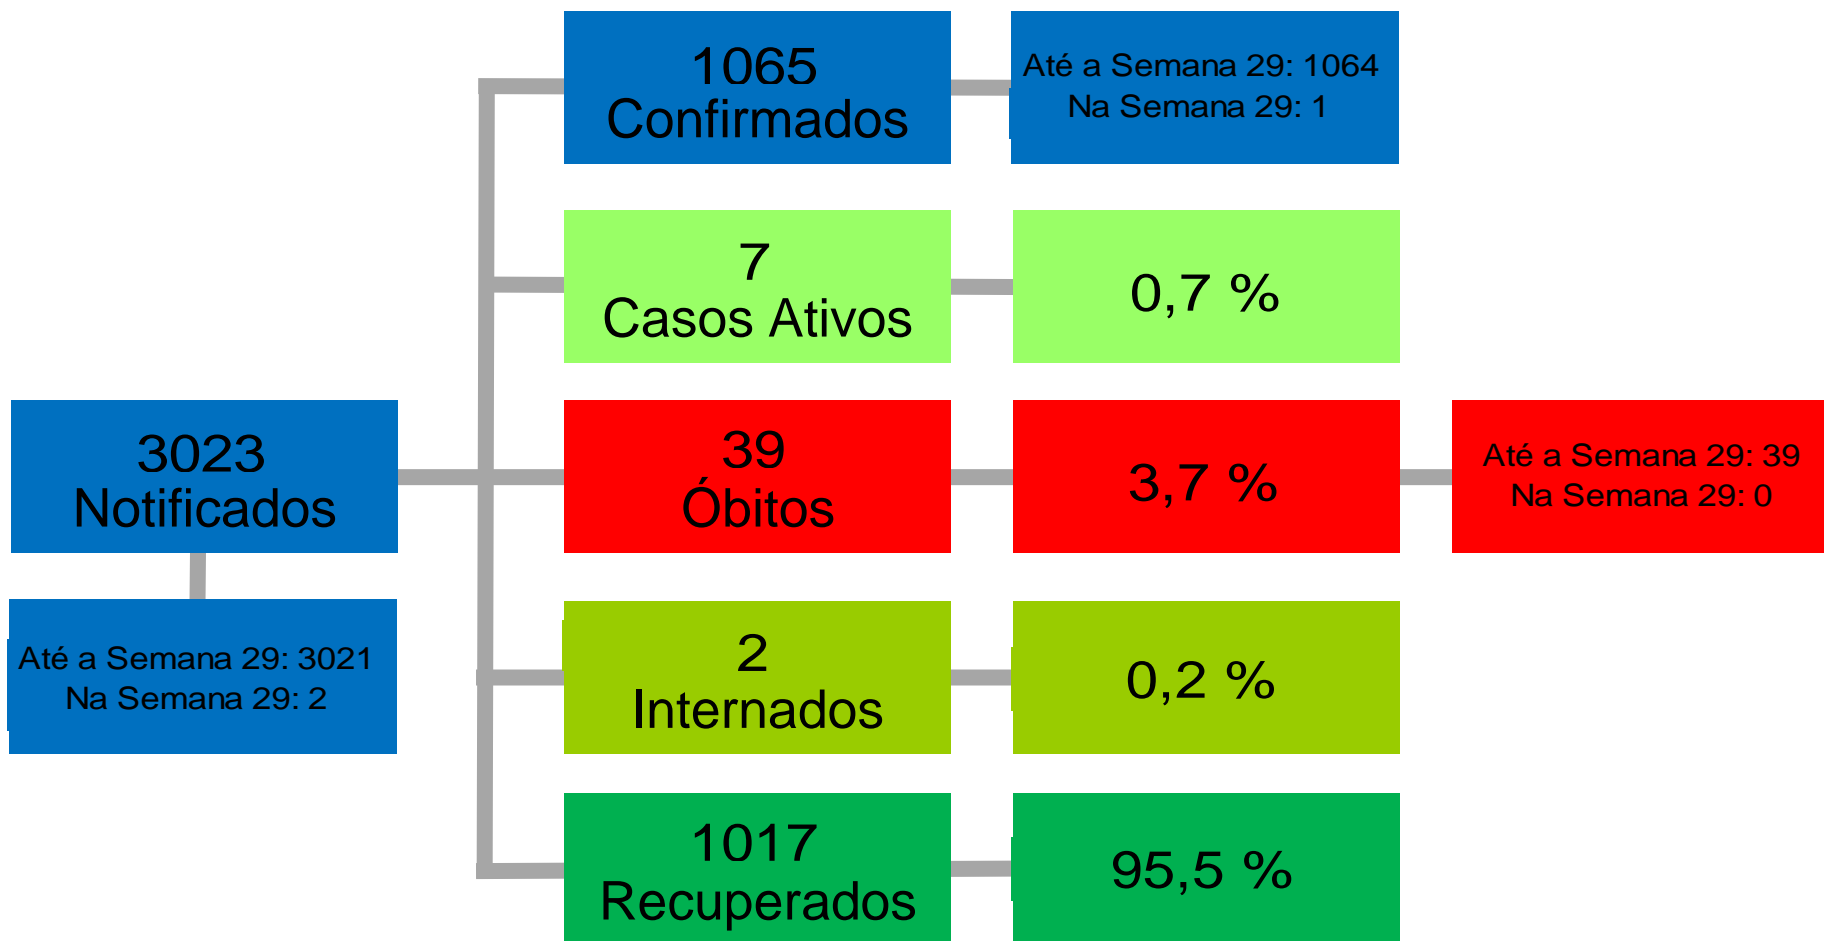 1065
Confirmados
Até a Semana 29: 1064
Na Semana 29: 1
7
Casos Ativos
0,7 %
3023
Notificados
Até a Semana 29: 3021
Na Semana 29: 2
39
Óbitos
3,7 %
Até a Semana 29: 39
Na Semana 29: 0
2
Internados
0,2 %
1017
Recuperados
95,5 %